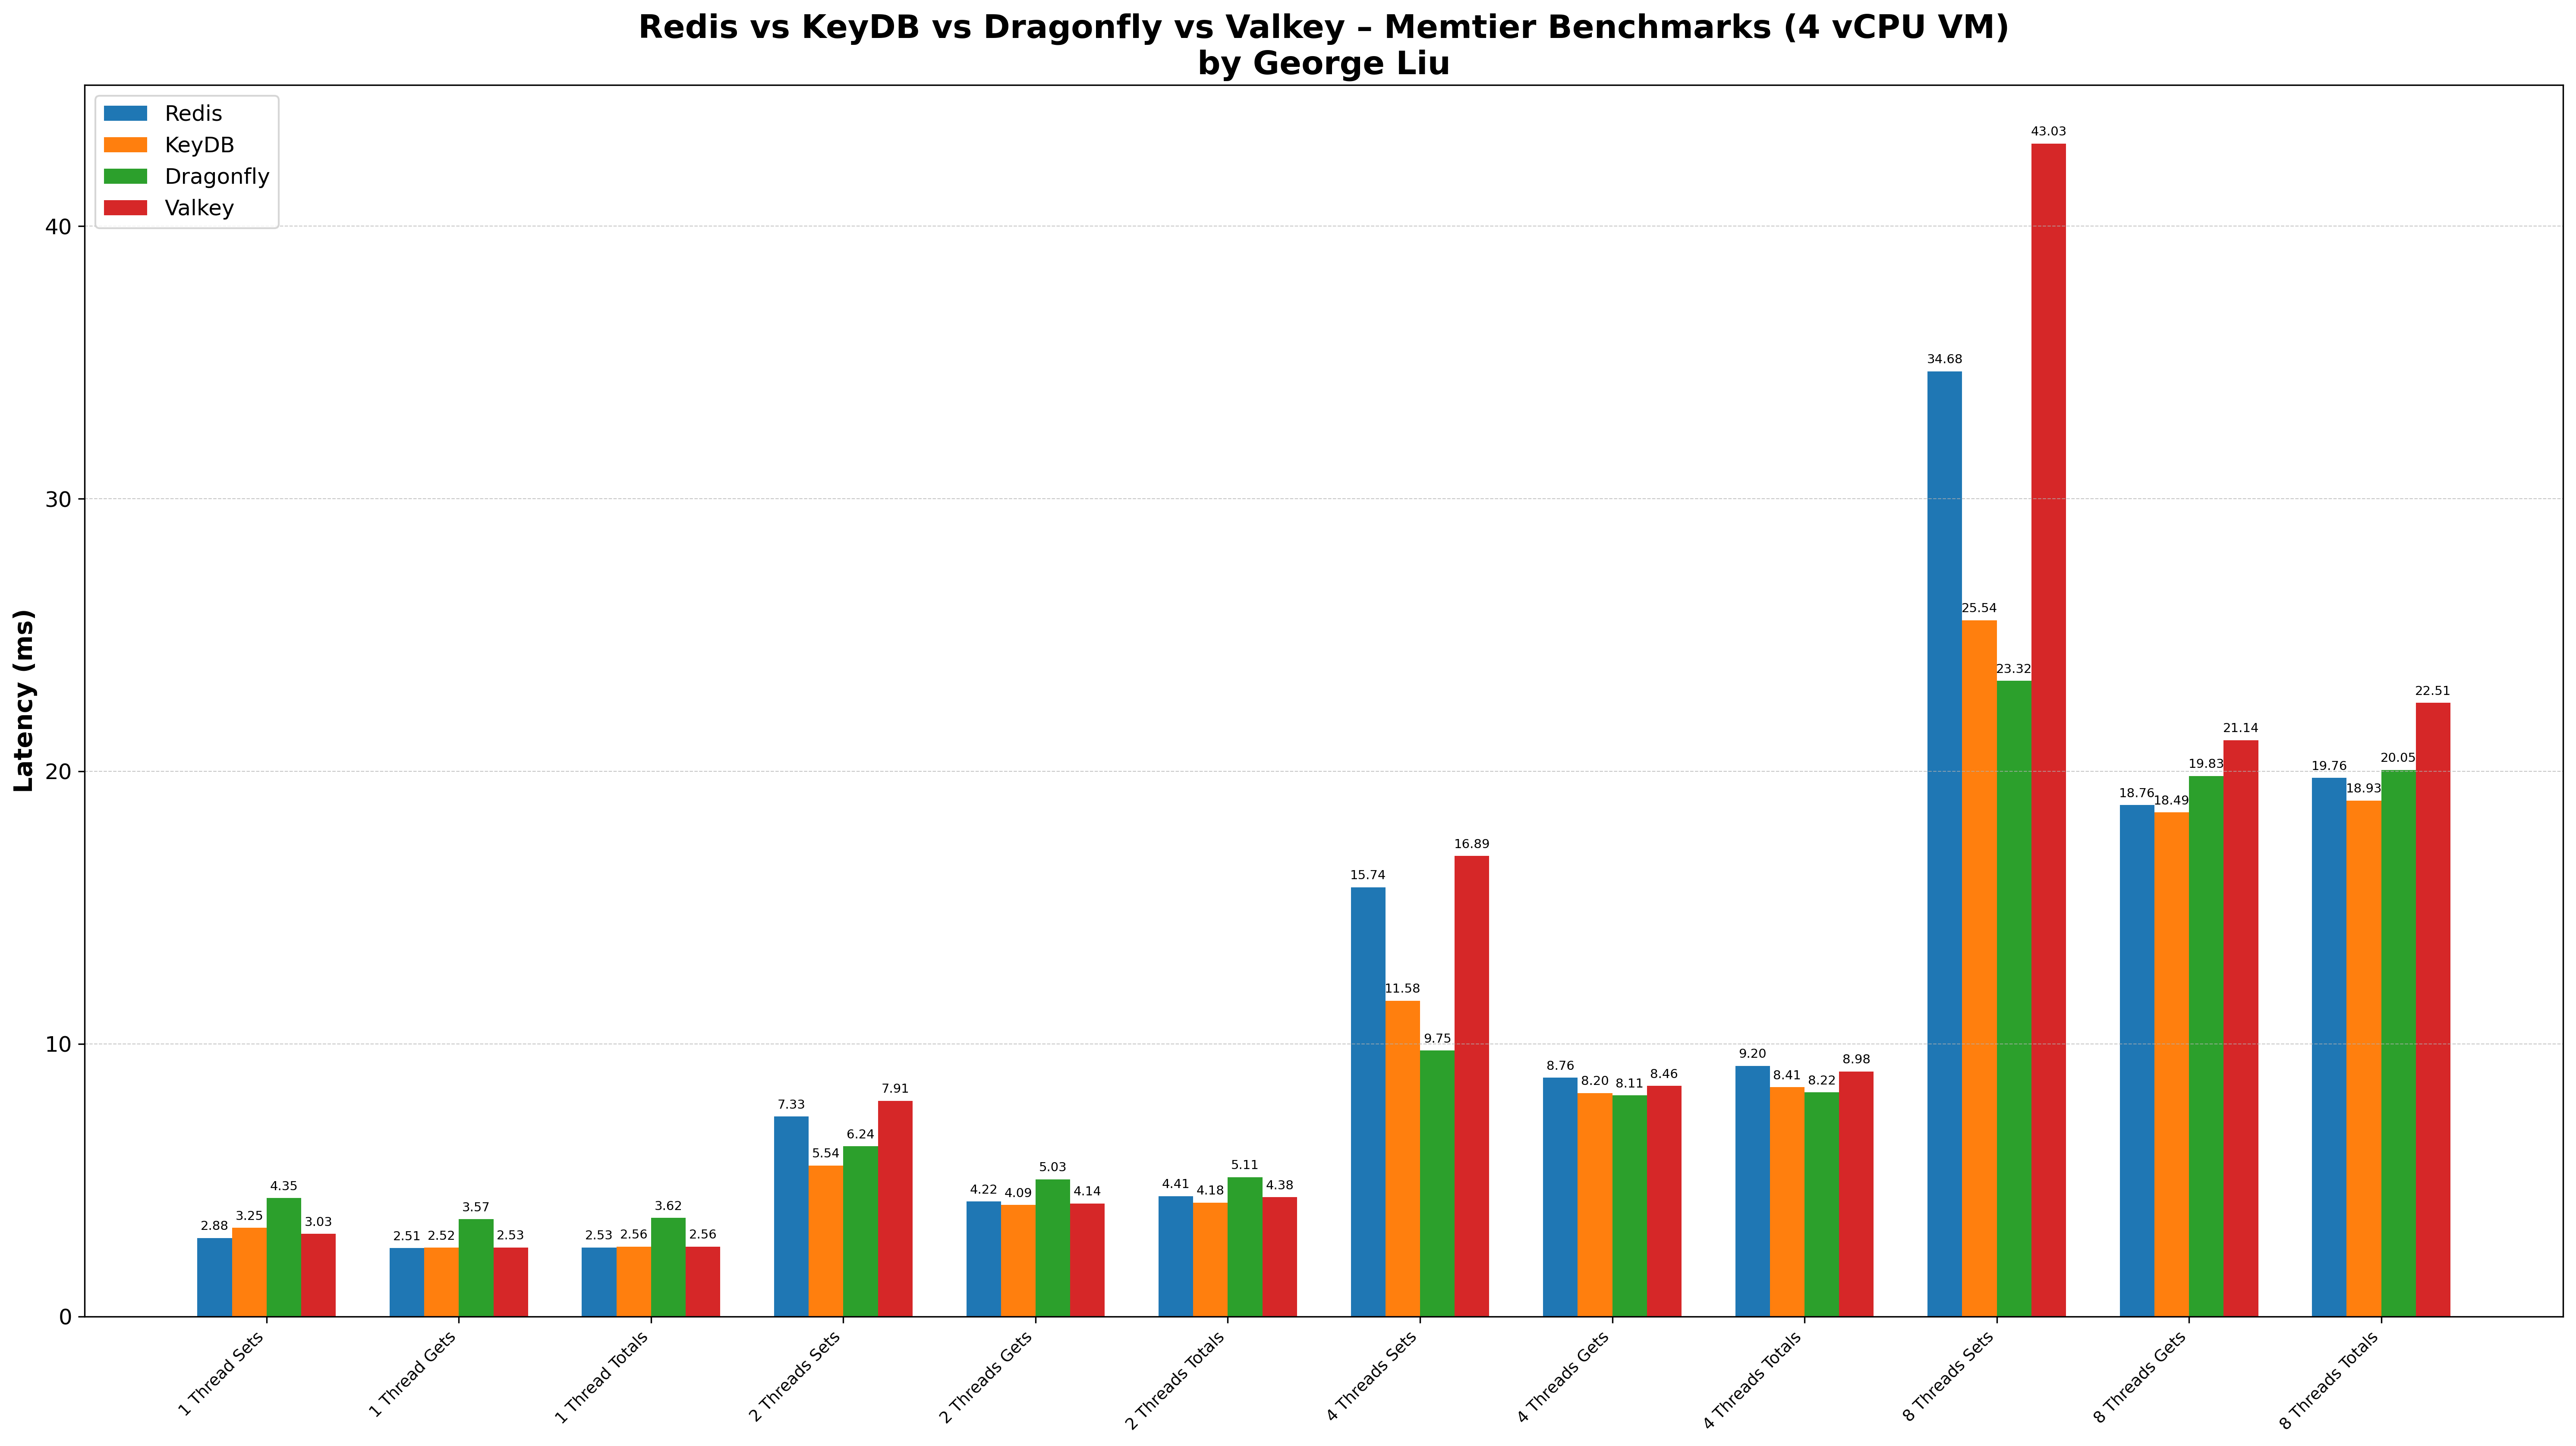 Redis vs KeyDB vs Dragonfly vs Valkey – Memtier Benchmarks (4 vCPU VM)
by George Liu
Redis
KeyDB
Dragonfly
Valkey
Latency (ms)
40
30
20
10
0
2.88 3.25 4.35 3.03
2.51 2.52 3.57 2.53
2.53 2.56 3.62 2.56
7.33 5.54 6.24 7.91
4.22 4.09 5.03 4.14
4.41 4.18 5.11 4.38
15.74 11.58 9.75 16.89
8.76 8.20 8.11 8.46
9.20 8.41 8.22 8.98
34.68 25.54 23.32 43.03
18.76 18.49 19.83 21.14
19.76 18.93 20.05 22.51
1 Thread Sets
1 Thread Gets
1 Thread Totals
2 Threads Sets
2 Threads Gets
2 Threads Totals
4 Threads Sets
4 Threads Gets
4 Threads Totals
8 Threads Sets
8 Threads Gets
8 Threads Totals